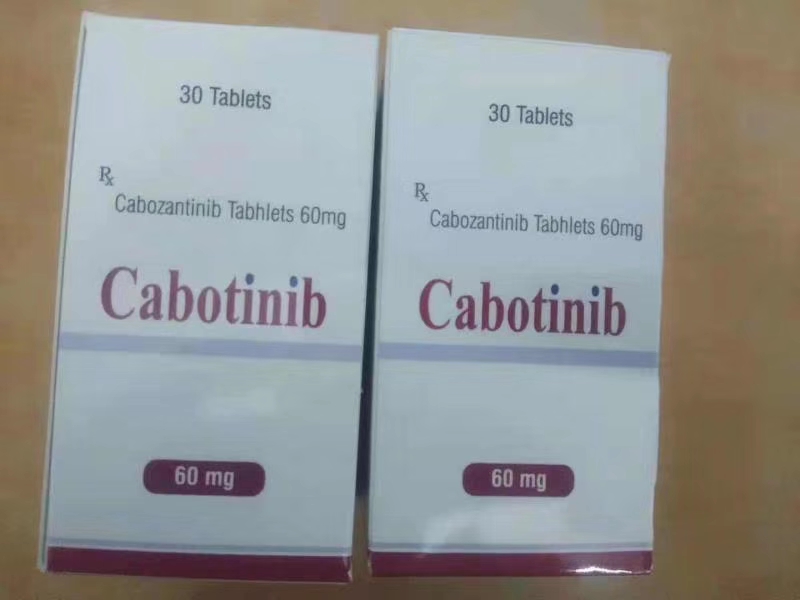 30 Tablets
Rx
Cabozantinib Tabhlets 60mg
Cabotinib
60 mg
30 Tablets
Rx
Cabozantinib Tabhlets 60mg
Cabotinib
60 mg